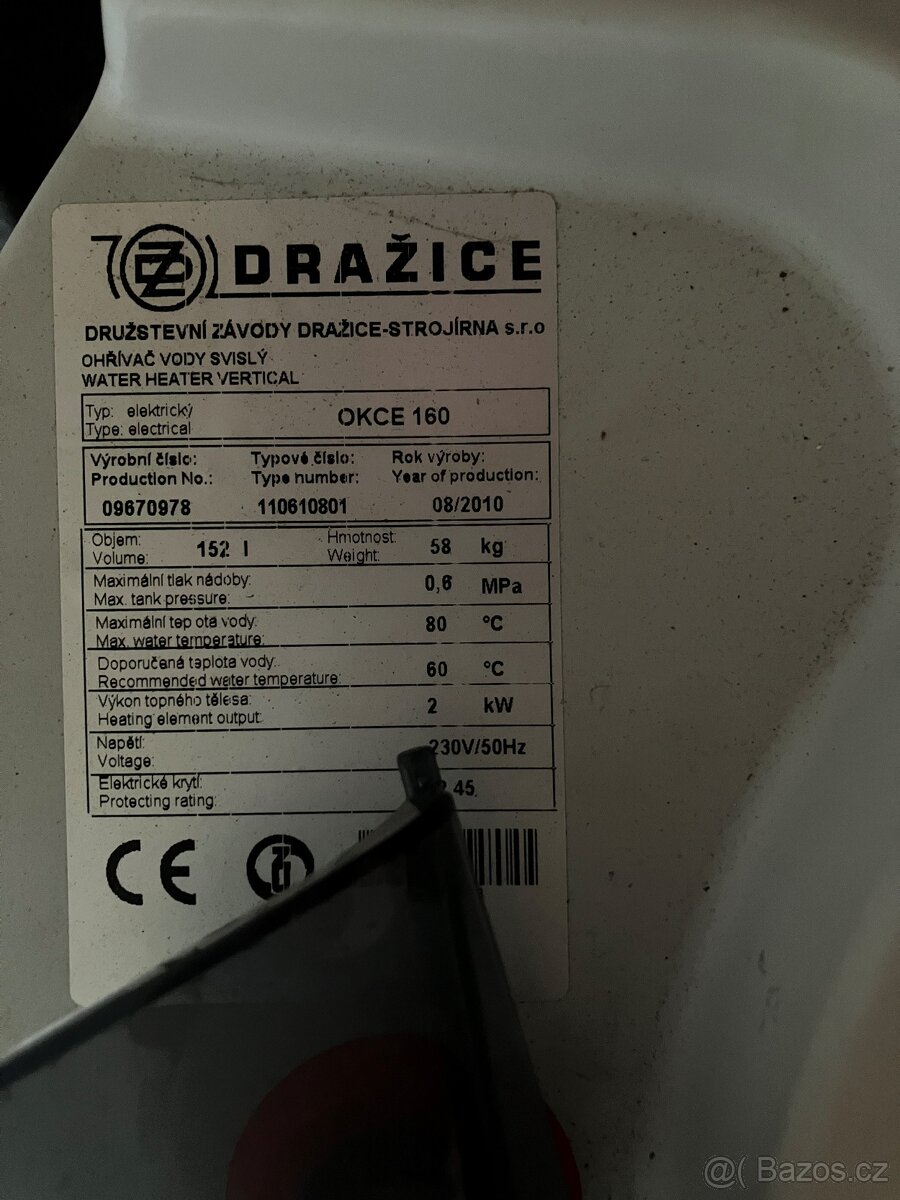 DZ DRAŽICE
DRUŽSTEVNÍ ZÁVODY DRAŽICE-STROJÍRNA s.r.o
OHŘÍVAČ VODY SVISLÝ
WATER HEATER VERTICAL
Typ: elektrický
Type: electrical
OKCE 160
Výrobní číslo: Typové číslo: Rok výroby:
Production No.: Type number: Year of production:
09670978 110610801 08/2010
Objem: Hmotnost:
Volume: 152 l Weight: 58 kg
Maximální tlak nádoby: 0,6 MPa
Max. tank pressure:
Maximální tep ota vody: 80 °C
Max. water temperature:
Doporučená teplota vody: 60 °C
Recommended water temperature:
Výkon topného tělesa: 2 kW
Heating element output:
Napětí: 230V/50Hz
Voltage:
Elektrické krytí: 45
Protecting rating:
CE
@( Bazos.cz